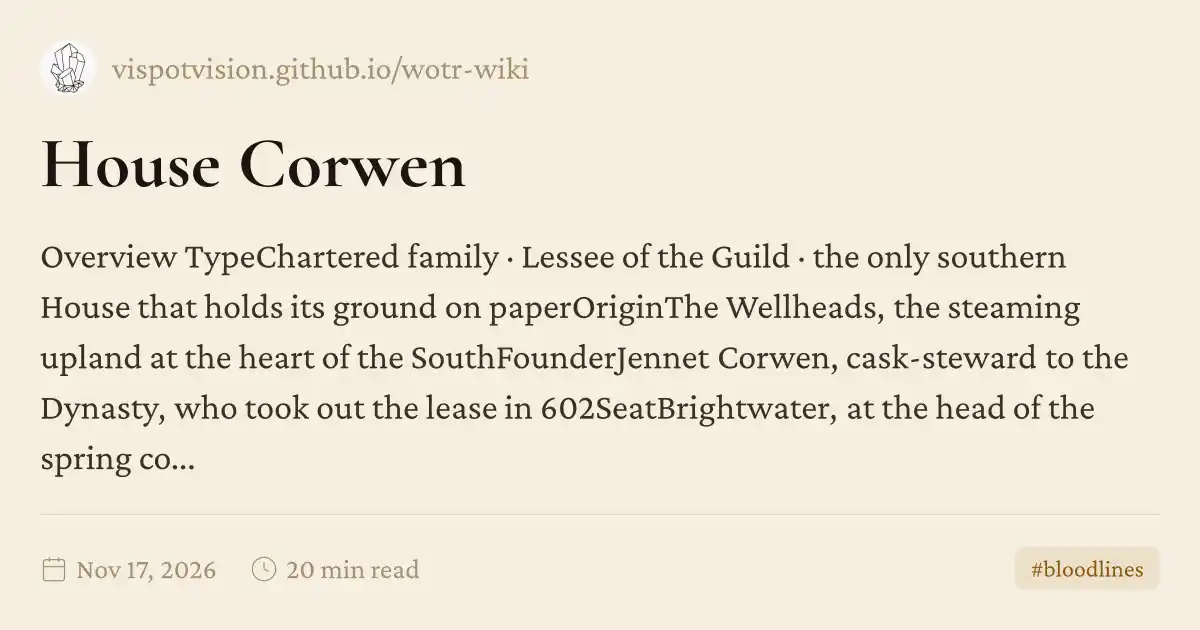 vispotvision.github.io/wotr-wiki
House Corwen
Overview TypeChartered family · Lessee of the Guild · the only southern
House that holds its ground on paperOriginThe Wellheads, the steaming
upland at the heart of the SouthFounderJennet Corwen, cask-steward to the
Dynasty, who took out the lease in 602SeatBrightwater, at the head of the
spring co...
Nov 17, 2026
20 min read
#bloodlines